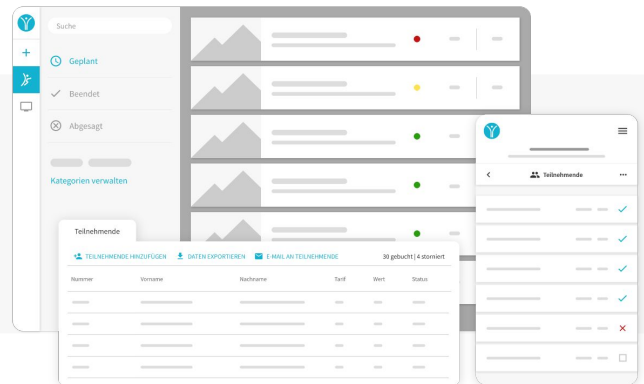 Suche
Geplant
Beendet
Abgesagt
Kategorien verwalten
Teilnehmende
TEILNEHMENDE HINZUFÜGEN DATEN EXPORTIEREN E-MAIL AN TEILNEHMENDE 30 gebucht | 4 storniert
Nummer Vorname Nachname Tarif Wert Status
Teilnehmende